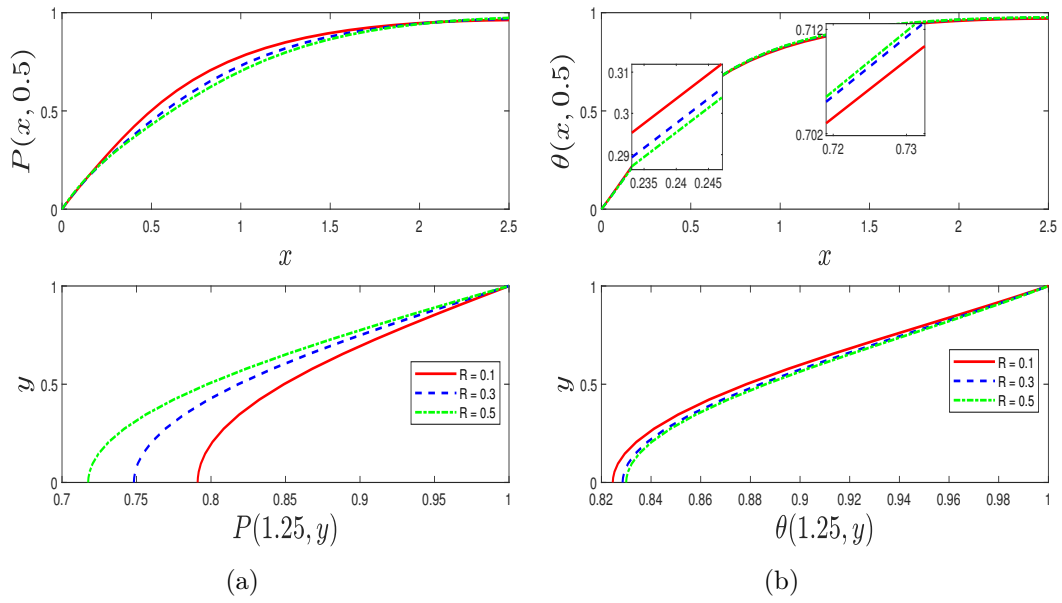 P(x, 0.5)
1
0.5
0
0 0.5 1 1.5 2 2.5
x
θ(x, 0.5)
1
0.5
0
0.31
0.3
0.29
0.235 0.24 0.245
0.712
0.702
0.72 0.73
0 0.5 1 1.5 2 2.5
x
y
1
0.5
0
R = 0.1
R = 0.3
R = 0.5
0.7 0.75 0.8 0.85 0.9 0.95 1
P(1.25, y)
y
1
0.5
0
R = 0.1
R = 0.3
R = 0.5
0.82 0.84 0.86 0.88 0.9 0.92 0.94 0.96 0.98 1
θ(1.25, y)
(a)
(b)